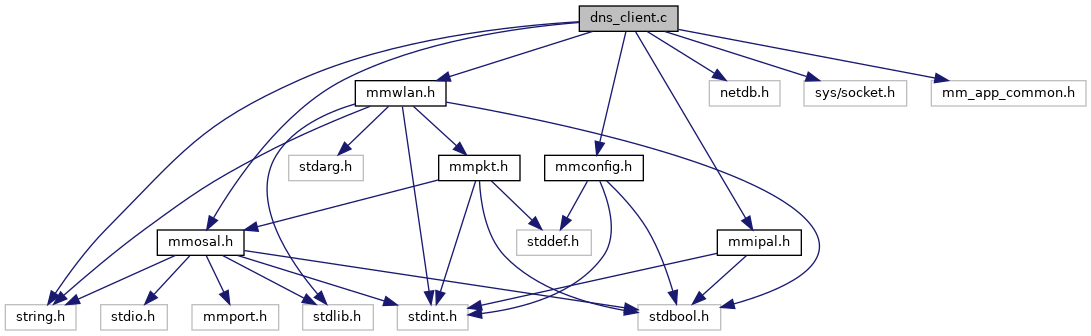 dns_client.c
mmwlan.h
netdb.h
sys/socket.h
mm_app_common.h
stdarg.h
mmpkt.h
mmconfig.h
mmosal.h
stddef.h
mmipal.h
string.h
stdio.h
mmport.h
stdlib.h
stdint.h
stdbool.h